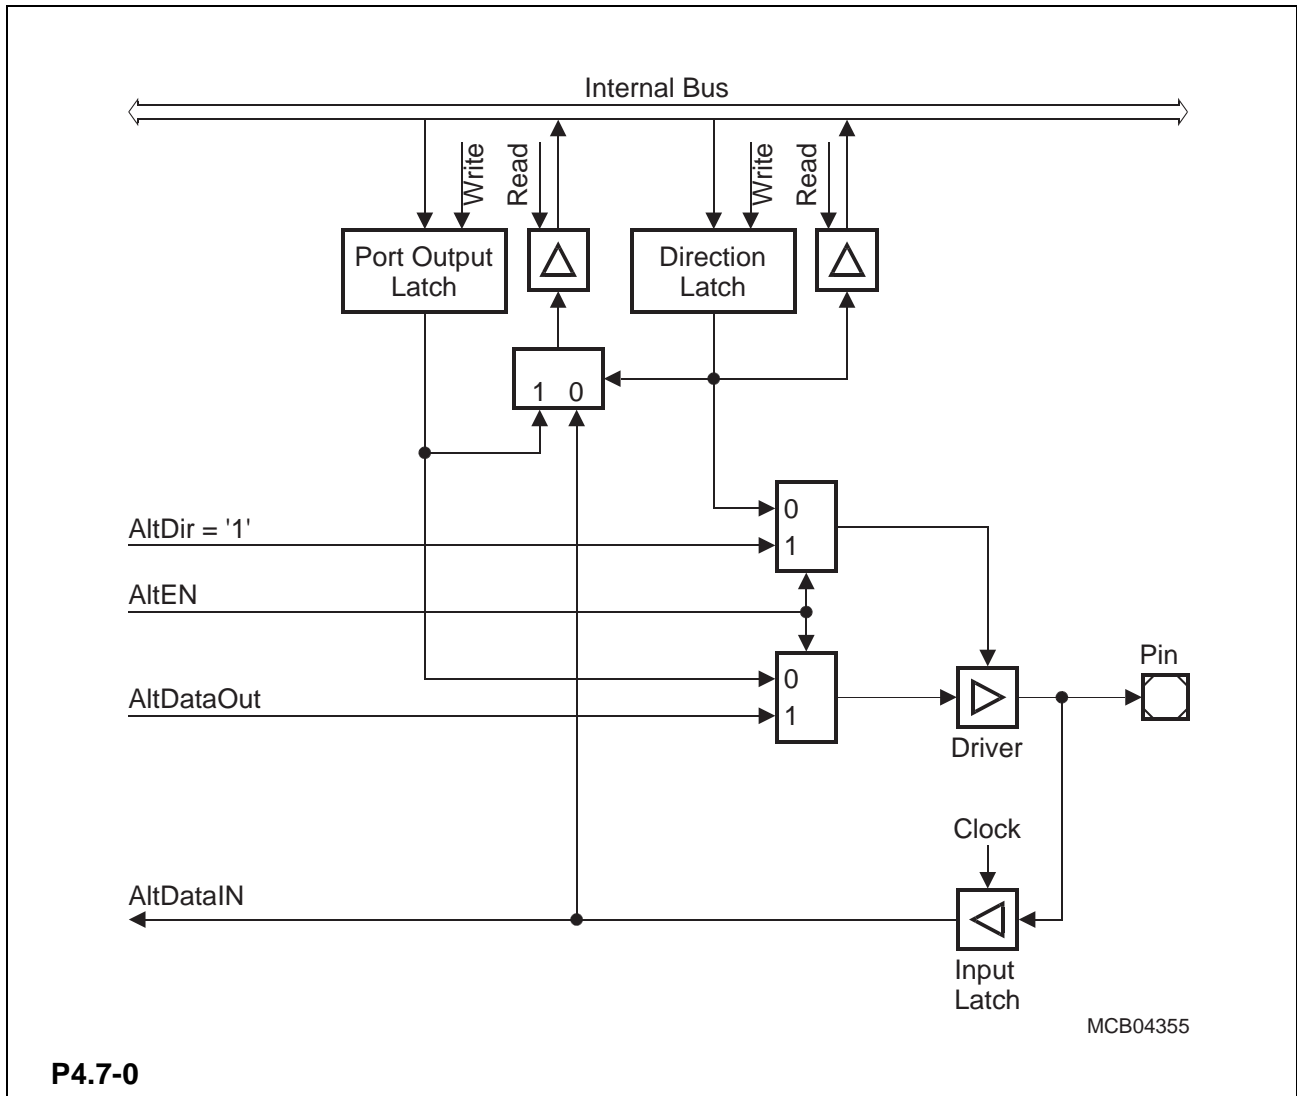 Internal Bus
Write
Read
Write
Read
Port Output
Latch
Direction
Latch
1 0
0
1
AltDir = '1'
AltEN
0
1
AltDataOut
Pin
Driver
Clock
AltDataIN
Input
Latch
MCB04355
P4.7-0